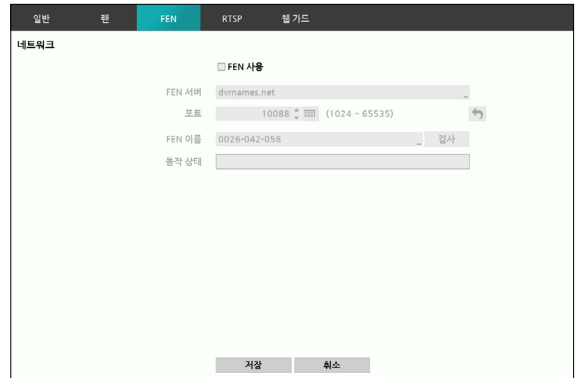 일반 랜 FEN RTSP 웹 가드
네트워크
FEN 사용
FEN 서버 dvrnames.net
포트 10088 (1024 ~ 65535)
FEN 이름 0026-042-058 검사
동작 상태
저장 취소